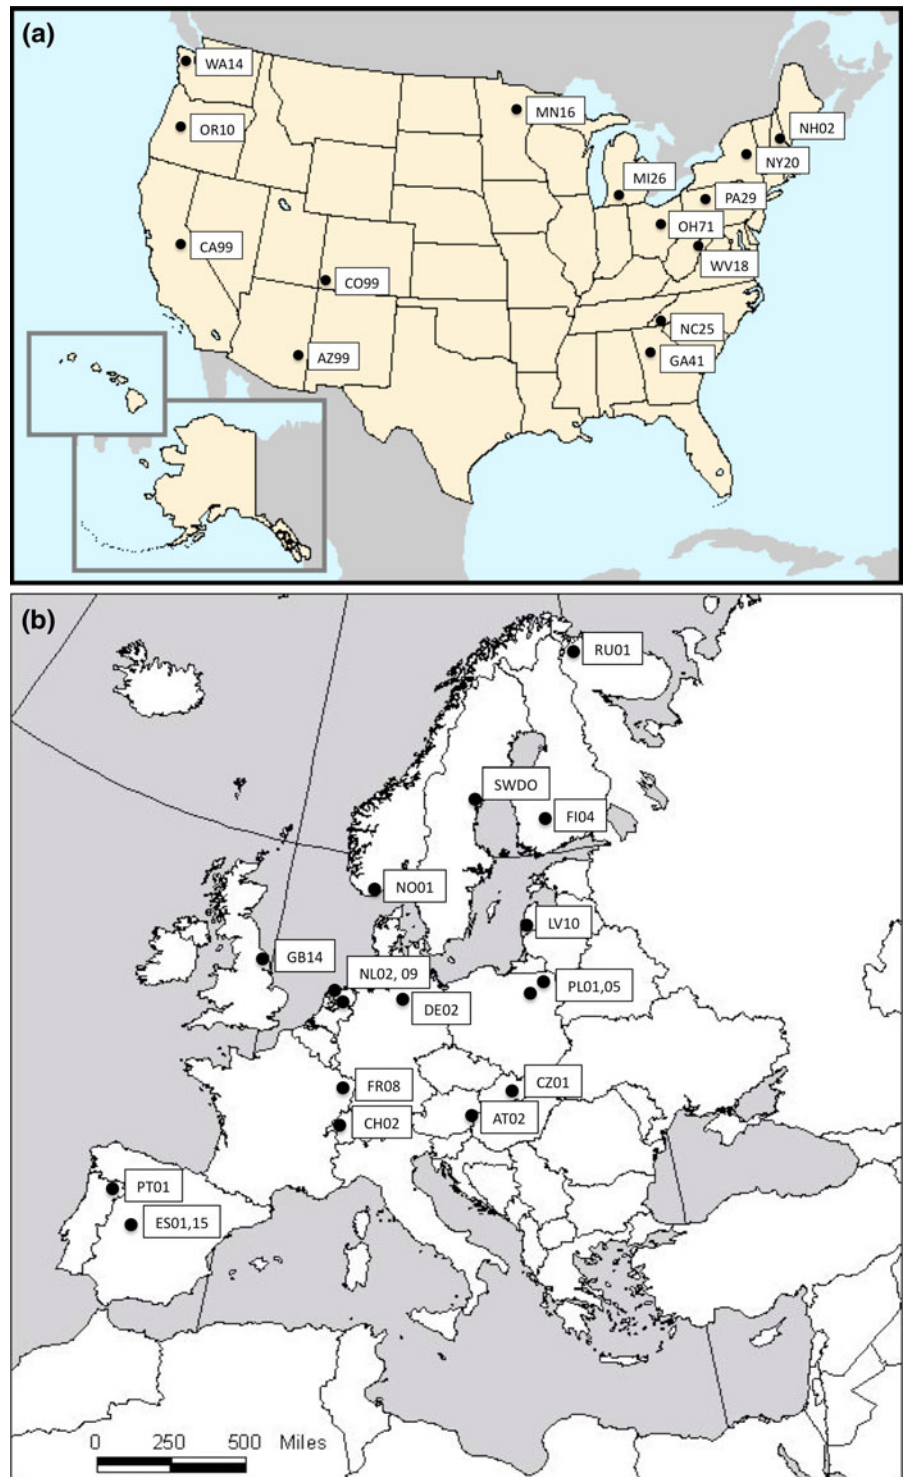 (a)
WA14
MN16
OR10
NH02
NY20
MI26
PA29
OH71
CA99
WV18
CO99
NC25
AZ99
GA41
(b)
RU01
SWDO
FI04
NO01
LV10
GB14
NL02, 09
PL01,05
DE02
FR08
CZ01
CH02
AT02
PT01
ES01,15
0 250 500 Miles